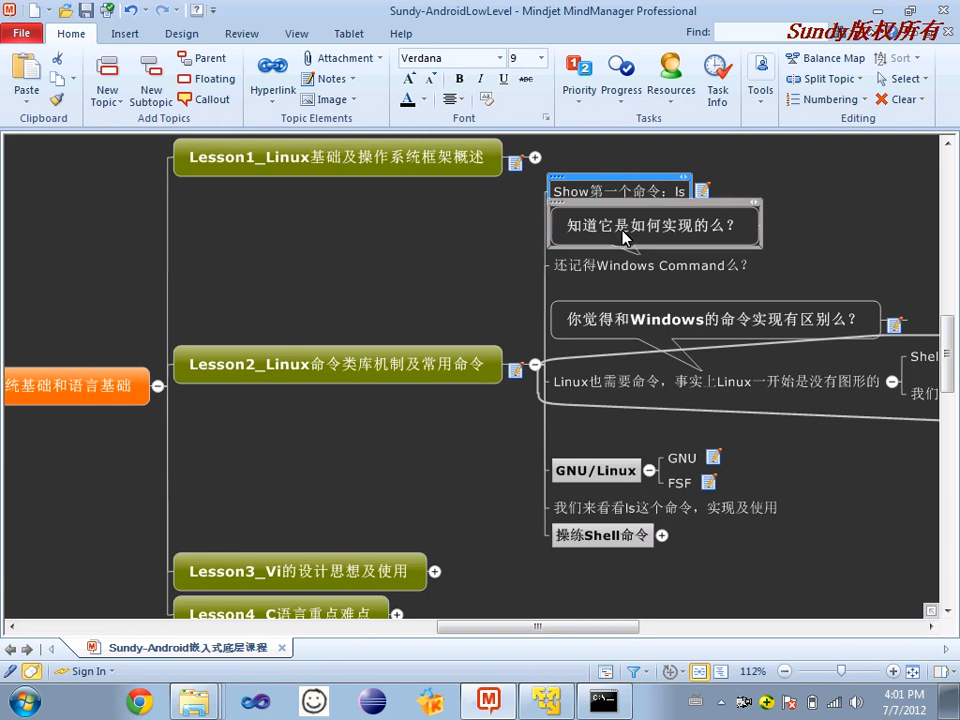 Sundy-AndroidLowLevel - Mindjet MindManager Professional
Sundy版权所有
File Home Insert Design Review View Tablet Help Find:
Paste
Clipboard
New Topic
New Subtopic
Parent
Floating
Callout
Add Topics
Hyperlink
Attachment
Notes
Image
Topic Elements
Verdana 9
B I U ABC
A
Font
Priority
Progress
Resources
Task Info
Tasks
Tools
Balance Map
Split Topic
Numbering
Sort
Select
Clear
Editing
Lesson1_Linux基础及操作系统框架概述
Show第一个命令：ls
知道它是如何实现的么？
还记得Windows Command么？
你觉得和Windows的命令实现有区别么？
Lesson2_Linux命令类库机制及常用命令
Shel
统基础和语言基础
Linux也需要命令，事实上Linux一开始是没有图形的
我们
GNU/Linux
GNU
FSF
我们来看看ls这个命令，实现及使用
操练Shell命令
Lesson3_Vi的设计思想及使用
Lesson4_C语言重点难点
Sundy-Android嵌入式底层课程
Sign In
112%
4:01 PM
7/7/2012